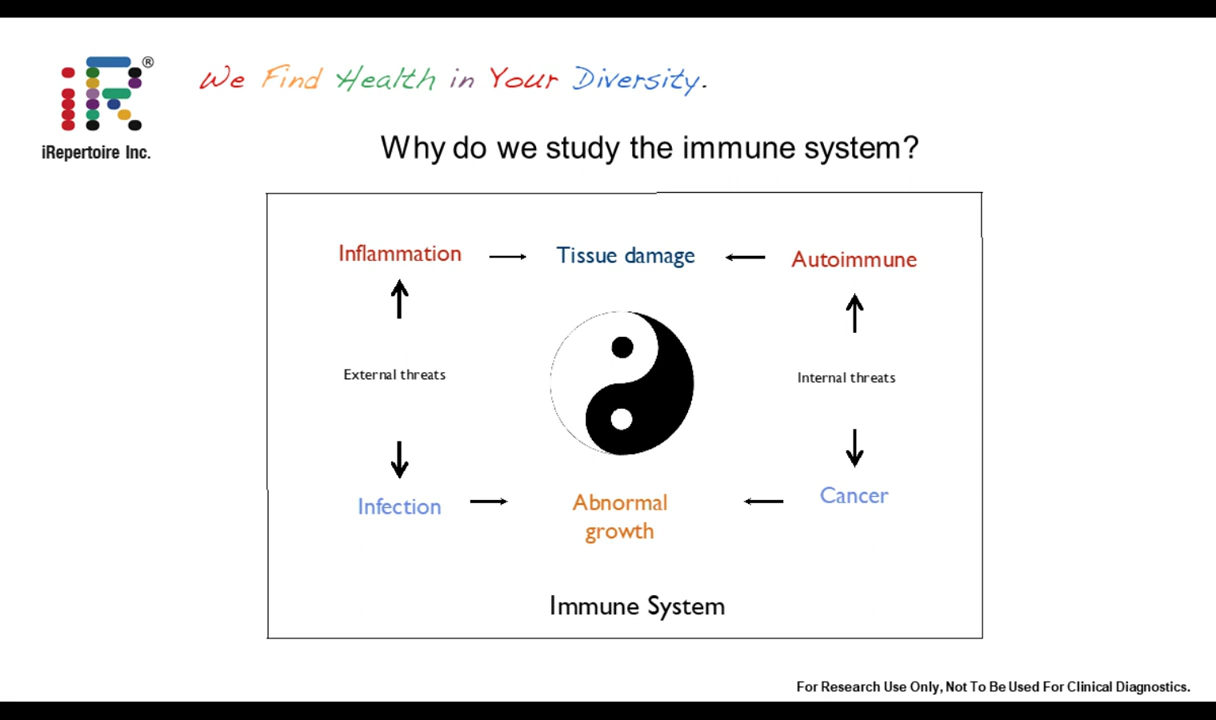 iR®
We Find Health in Your Diversity.
iRepertoire Inc.
Why do we study the immune system?
Inflammation
Tissue damage
Autoimmune
External threats
Internal threats
Infection
Abnormal
growth
Cancer
Immune System
For Research Use Only, Not To Be Used For Clinical Diagnostics.